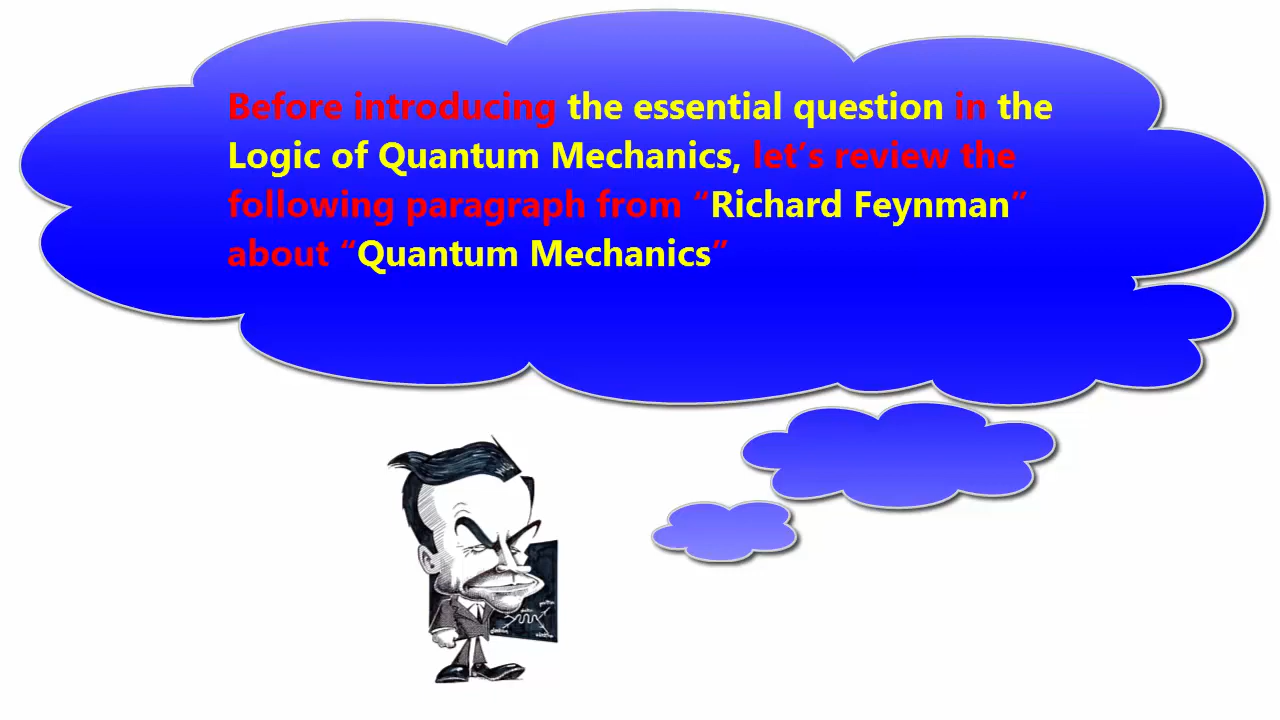 Before introducing the essential question in the
Logic of Quantum Mechanics, let’s review the
following paragraph from “Richard Feynman”
about “Quantum Mechanics”